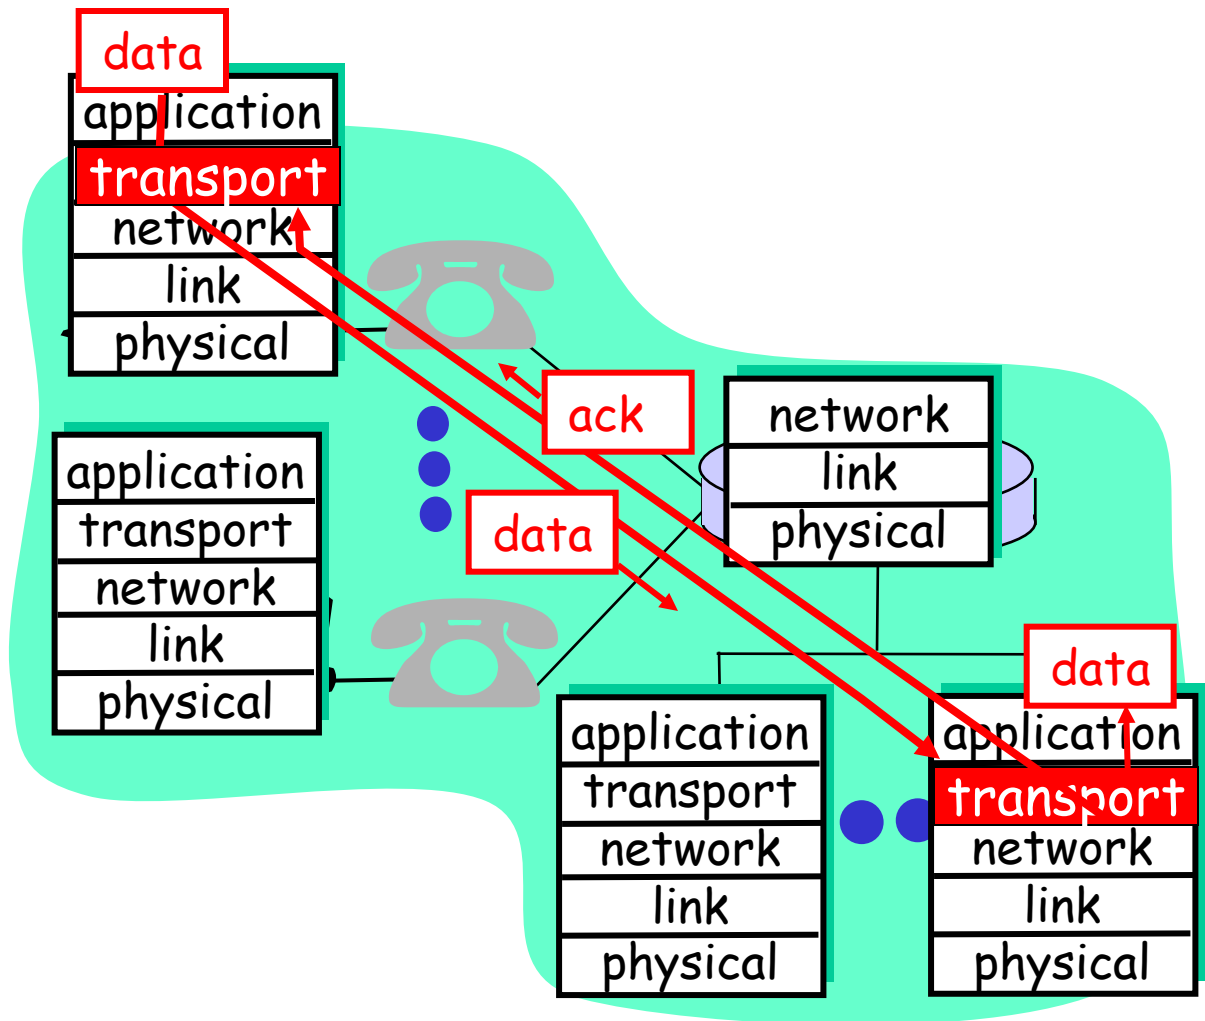 data
application
transport
network
link
physical
ack
network
link
physical
application
transport
network
link
physical
data
data
application
transport
network
link
physical
application
transport
network
link
physical